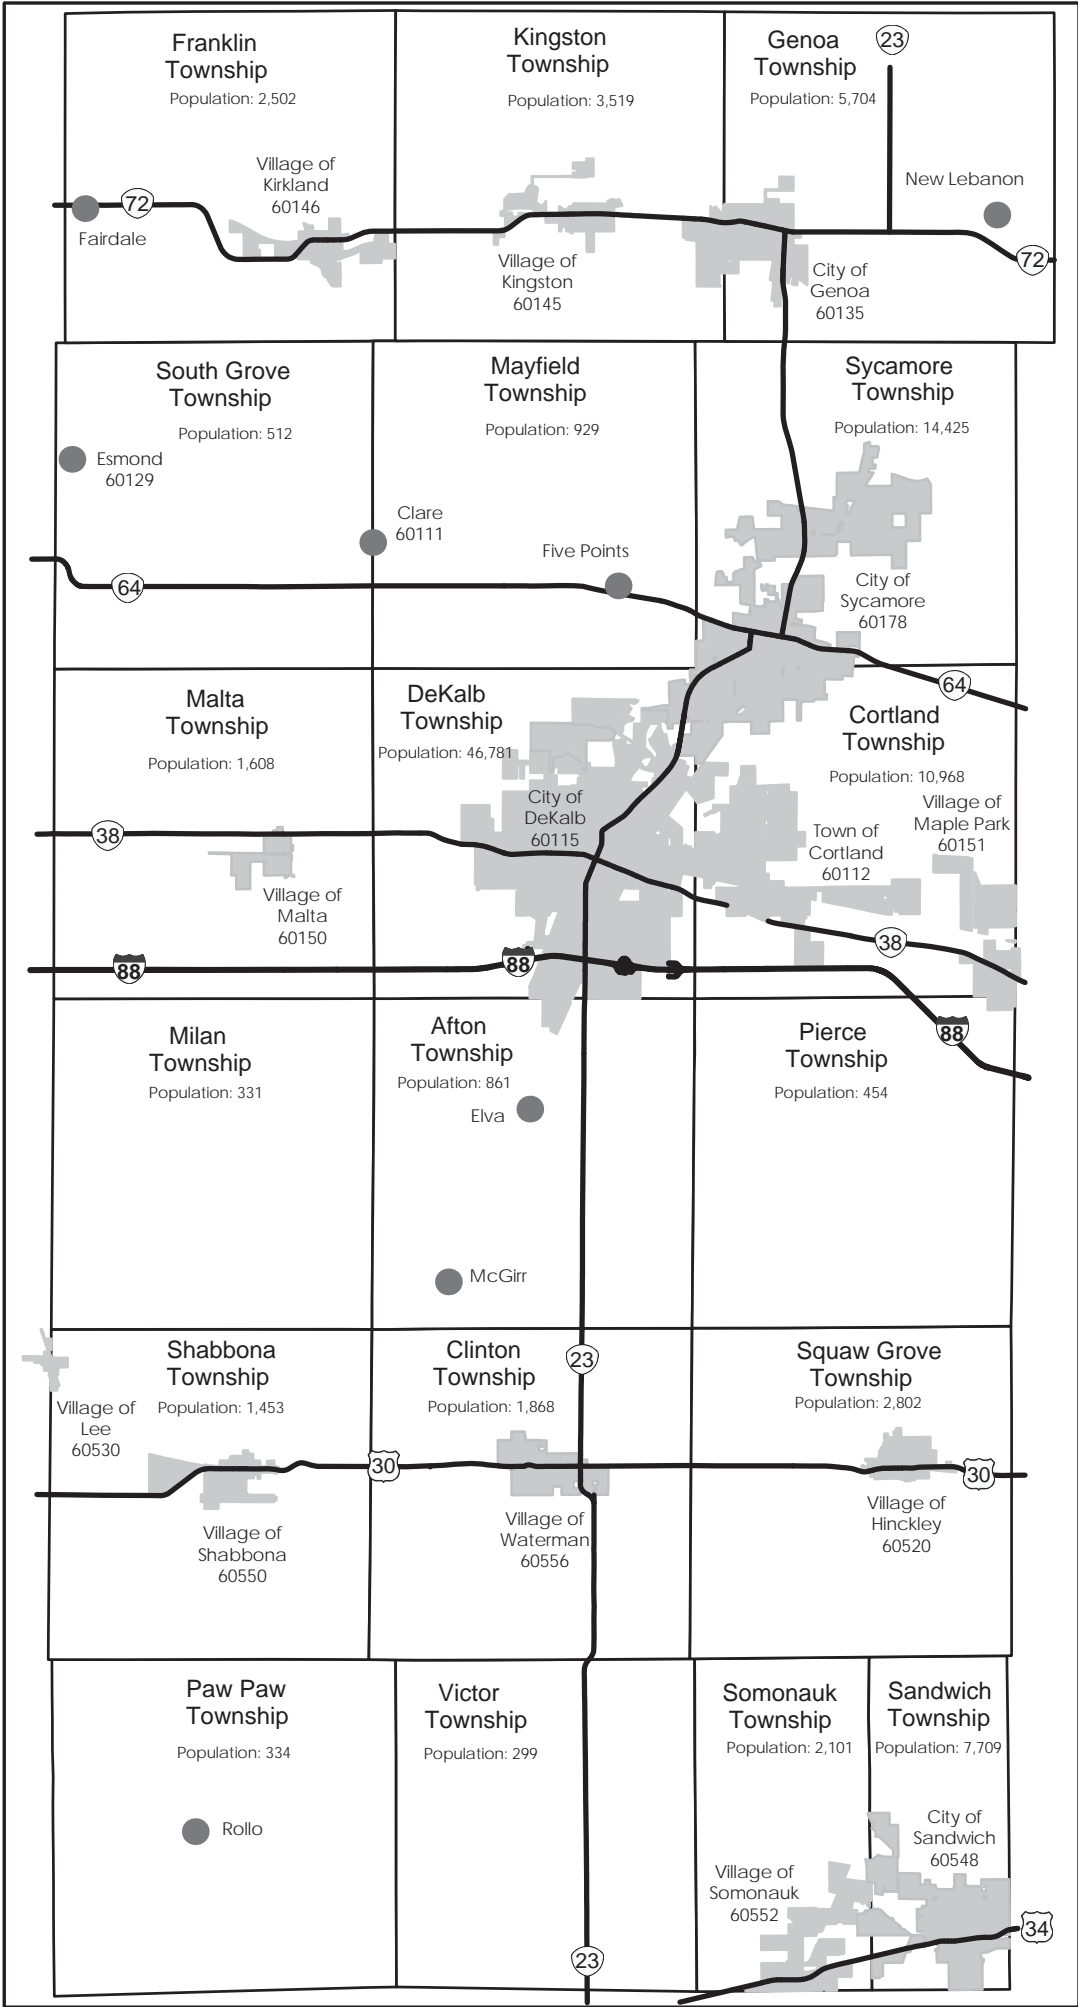 Franklin
Township
Population: 2,502
Kingston
Township
Population: 3,519
Genoa
Township
Population: 5,704
23
Village of
Kirkland
60146
72
Fairdale
Village of
Kingston
60145
New Lebanon
City of
Genoa
60135
72
South Grove
Township
Population: 512
Mayfield
Township
Population: 929
Sycamore
Township
Population: 14,425
Esmond
60129
Clare
60111
Five Points
64
City of
Sycamore
60178
64
Malta
Township
Population: 1,608
DeKalb
Township
Population: 46,781
Cortland
Township
Population: 10,968
38
City of
DeKalb
60115
Village of
Maple Park
60151
Town of
Cortland
60112
Village of
Malta
60150
38
88
88
88
Milan
Township
Population: 331
Afton
Township
Population: 861
Elva
Pierce
Township
Population: 454
McGirr
Shabbona
Township
Population: 1,453
Clinton
Township
Population: 1,868
23
Squaw Grove
Township
Population: 2,802
Village of
Lee
60530
30
30
Village of
Shabbona
60550
Village of
Waterman
60556
Village of
Hinckley
60520
Paw Paw
Township
Population: 334
Victor
Township
Population: 299
Somonauk
Township
Population: 2,101
Sandwich
Township
Population: 7,709
Rollo
City of
Sandwich
60548
Village of
Somonauk
60552
34
23